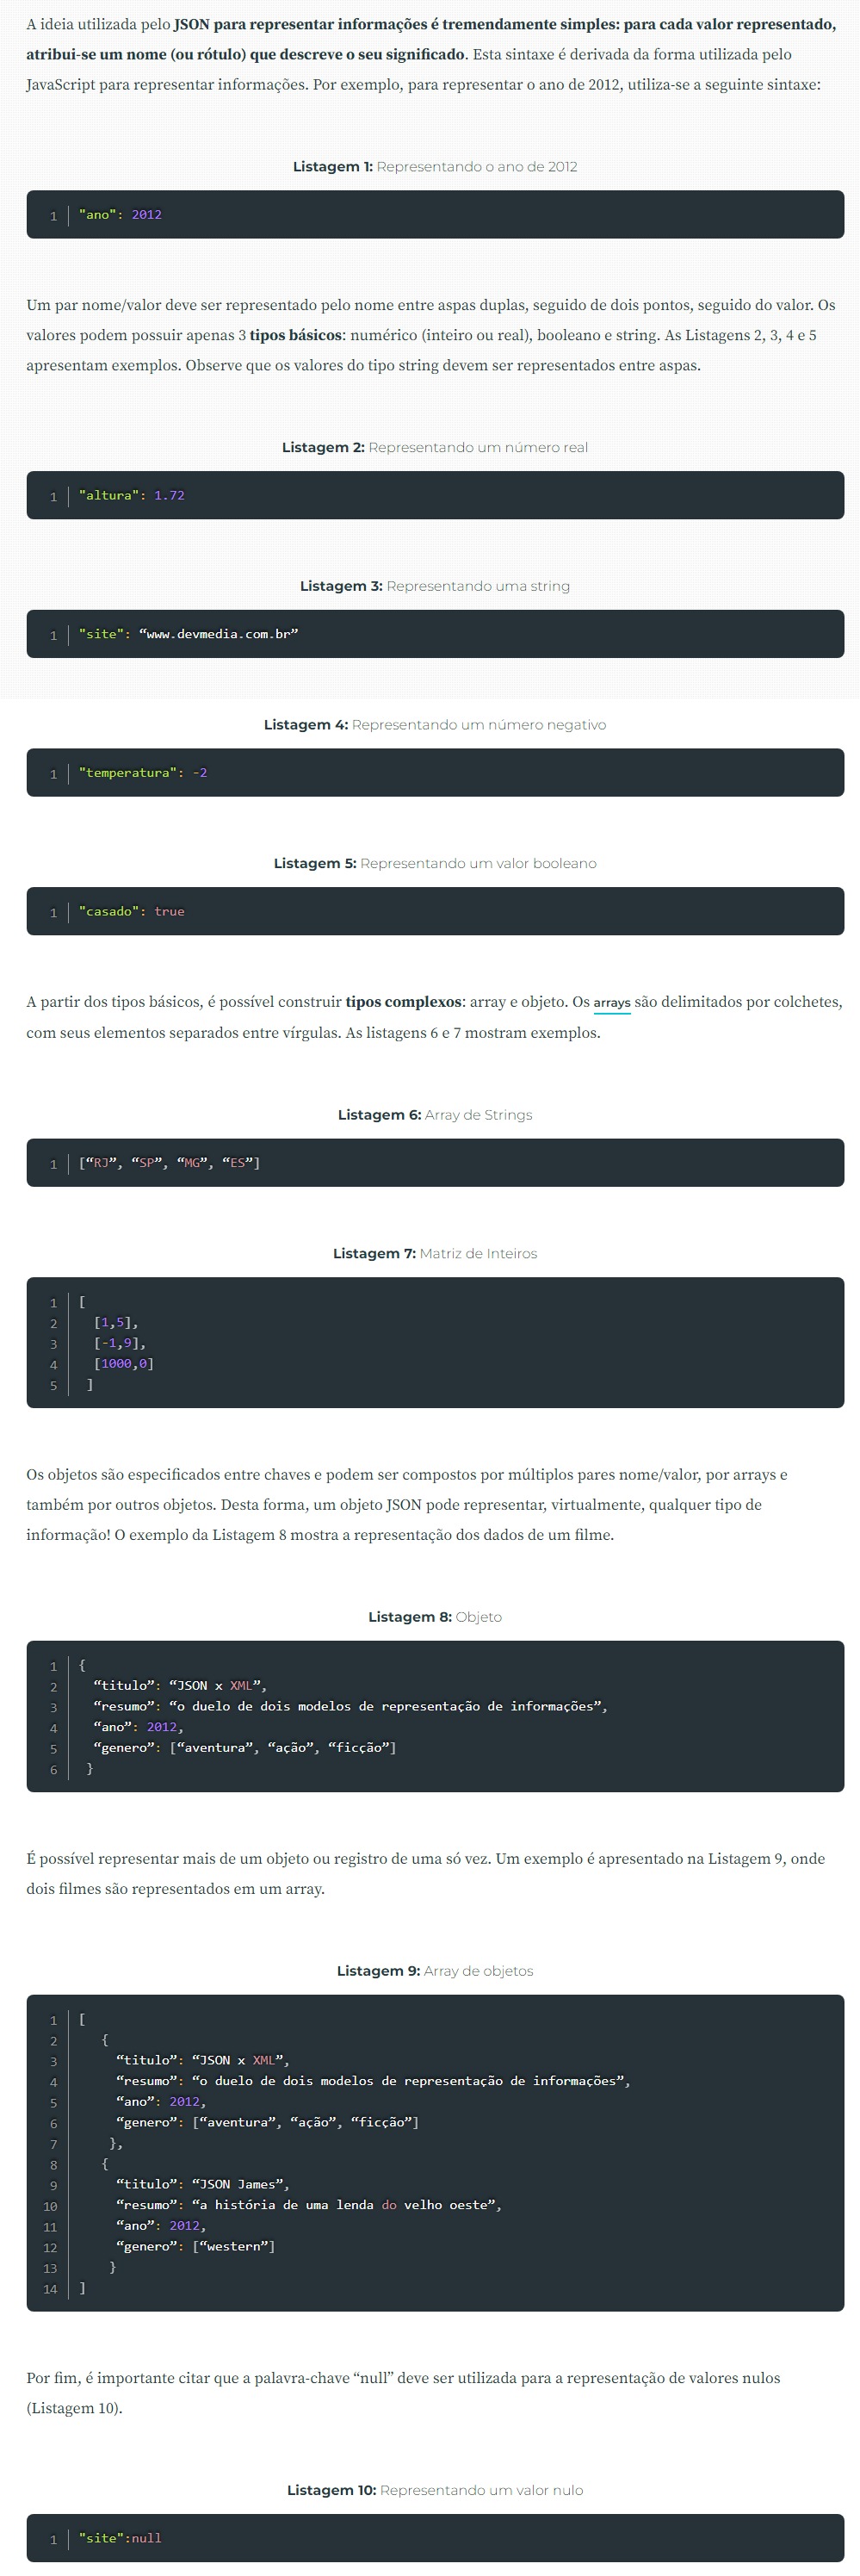 A ideia utilizada pelo JSON para representar informações é tremendamente simples: para cada valor representado,
atribui-se um nome (ou rótulo) que descreve o seu significado. Esta sintaxe é derivada da forma utilizada pelo
JavaScript para representar informações. Por exemplo, para representar o ano de 2012, utiliza-se a seguinte sintaxe:
Listagem 1: Representando o ano de 2012
1 "ano": 2012
Um par nome/valor deve ser representado pelo nome entre aspas duplas, seguido de dois pontos, seguido do valor. Os
valores podem possuir apenas 3 tipos básicos: numérico (inteiro ou real), booleano e string. As Listagens 2, 3, 4 e 5
apresentam exemplos. Observe que os valores do tipo string devem ser representados entre aspas.
Listagem 2: Representando um número real
1 "altura": 1.72
Listagem 3: Representando uma string
1 "site": “www.devmedia.com.br”
Listagem 4: Representando um número negativo
1 "temperatura": -2
Listagem 5: Representando um valor booleano
1 "casado": true
A partir dos tipos básicos, é possível construir tipos complexos: array e objeto. Os arrays são delimitados por colchetes,
com seus elementos separados entre vírgulas. As listagens 6 e 7 mostram exemplos.
Listagem 6: Array de Strings
1 [“RJ”, “SP”, “MG”, “ES”]
Listagem 7: Matriz de Inteiros
1 [
2 [1,5],
3 [-1,9],
4 [1000,0]
5 ]
Os objetos são especificados entre chaves e podem ser compostos por múltiplos pares nome/valor, por arrays e
também por outros objetos. Desta forma, um objeto JSON pode representar, virtualmente, qualquer tipo de
informação! O exemplo da Listagem 8 mostra a representação dos dados de um filme.
Listagem 8: Objeto
1 {
2 “titulo”: “JSON x XML”,
3 “resumo”: “o duelo de dois modelos de representação de informações”,
4 “ano”: 2012,
5 “genero”: [“aventura”, “ação”, “ficção”]
6 }
É possível representar mais de um objeto ou registro de uma só vez. Um exemplo é apresentado na Listagem 9, onde
dois filmes são representados em um array.
Listagem 9: Array de objetos
1 [
2 {
3 “titulo”: “JSON x XML”,
4 “resumo”: “o duelo de dois modelos de representação de informações”,
5 “ano”: 2012,
6 “genero”: [“aventura”, “ação”, “ficção”]
7 },
8 {
9 “titulo”: “JSON James”,
10 “resumo”: “a história de uma lenda do velho oeste”,
11 “ano”: 2012,
12 “genero”: [“western”]
13 }
14 ]
Por fim, é importante citar que a palavra-chave “null” deve ser utilizada para a representação de valores nulos
(Listagem 10).
Listagem 10: Representando um valor nulo
1 "site":null